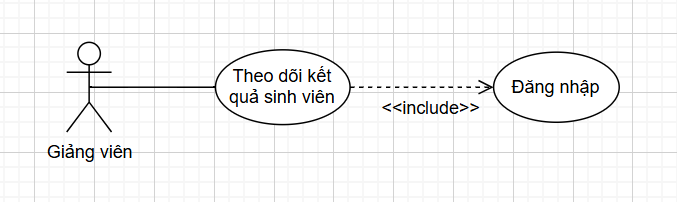 Theo dõi kết
quả sinh viên
Đăng nhập
<<include>>
Giảng viên